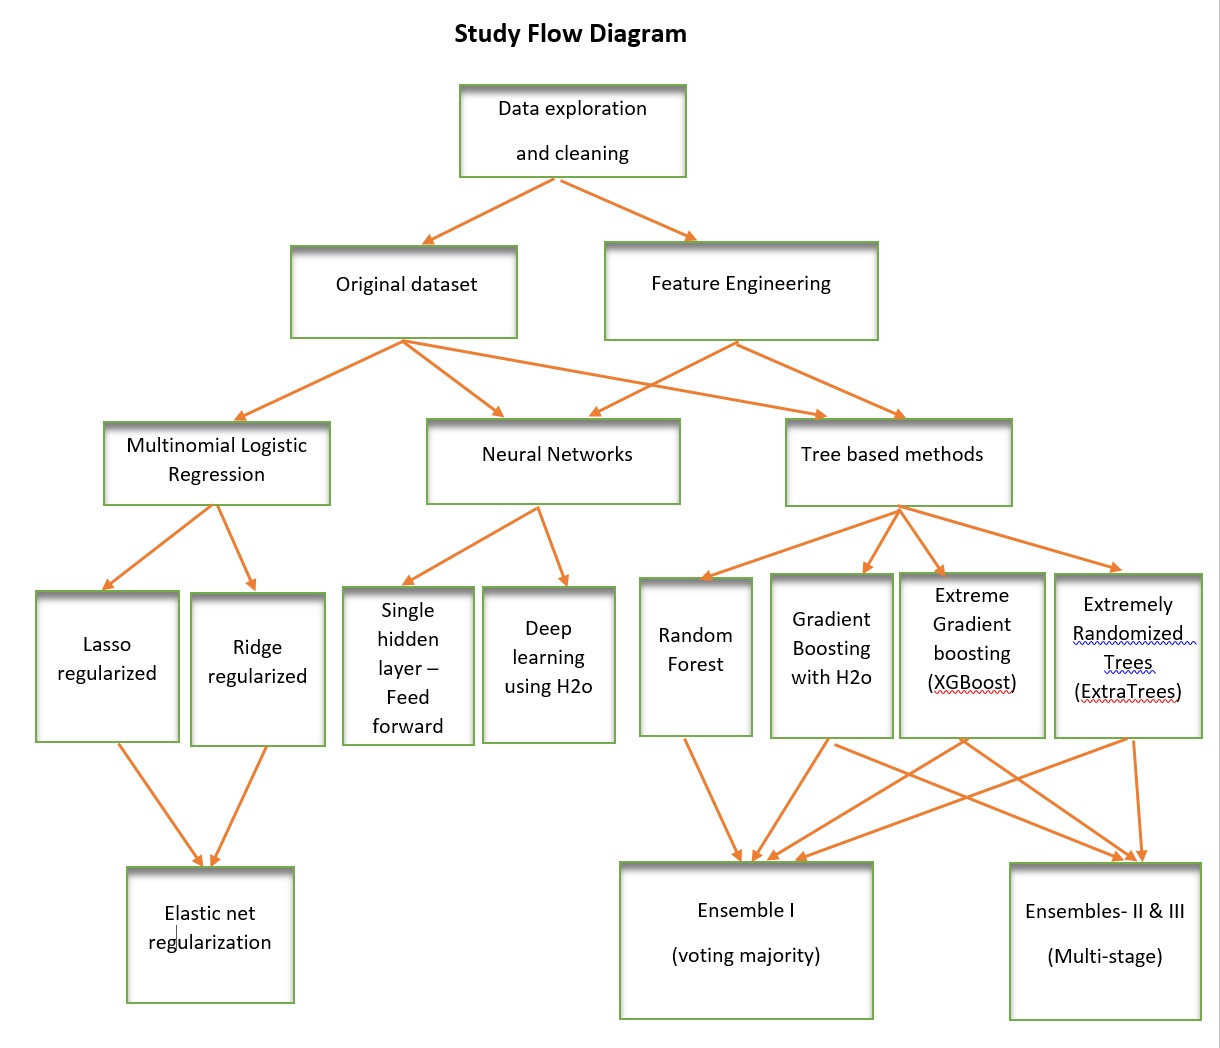 Study Flow Diagram
Data exploration
and cleaning
Original dataset
Feature Engineering
Multinomial Logistic
Regression
Neural Networks
Tree based methods
Lasso
regularized
Ridge
regularized
Single
hidden
layer –
Feed
forward
Deep
learning
using H2o
Random
Forest
Gradient
Boosting
with H2o
Extreme
Gradient
boosting
(XGBoost)
Extremely
Randomized
Trees
(ExtraTrees)
Elastic net
regularization
Ensemble I
(voting majority)
Ensembles- II & III
(Multi-stage)